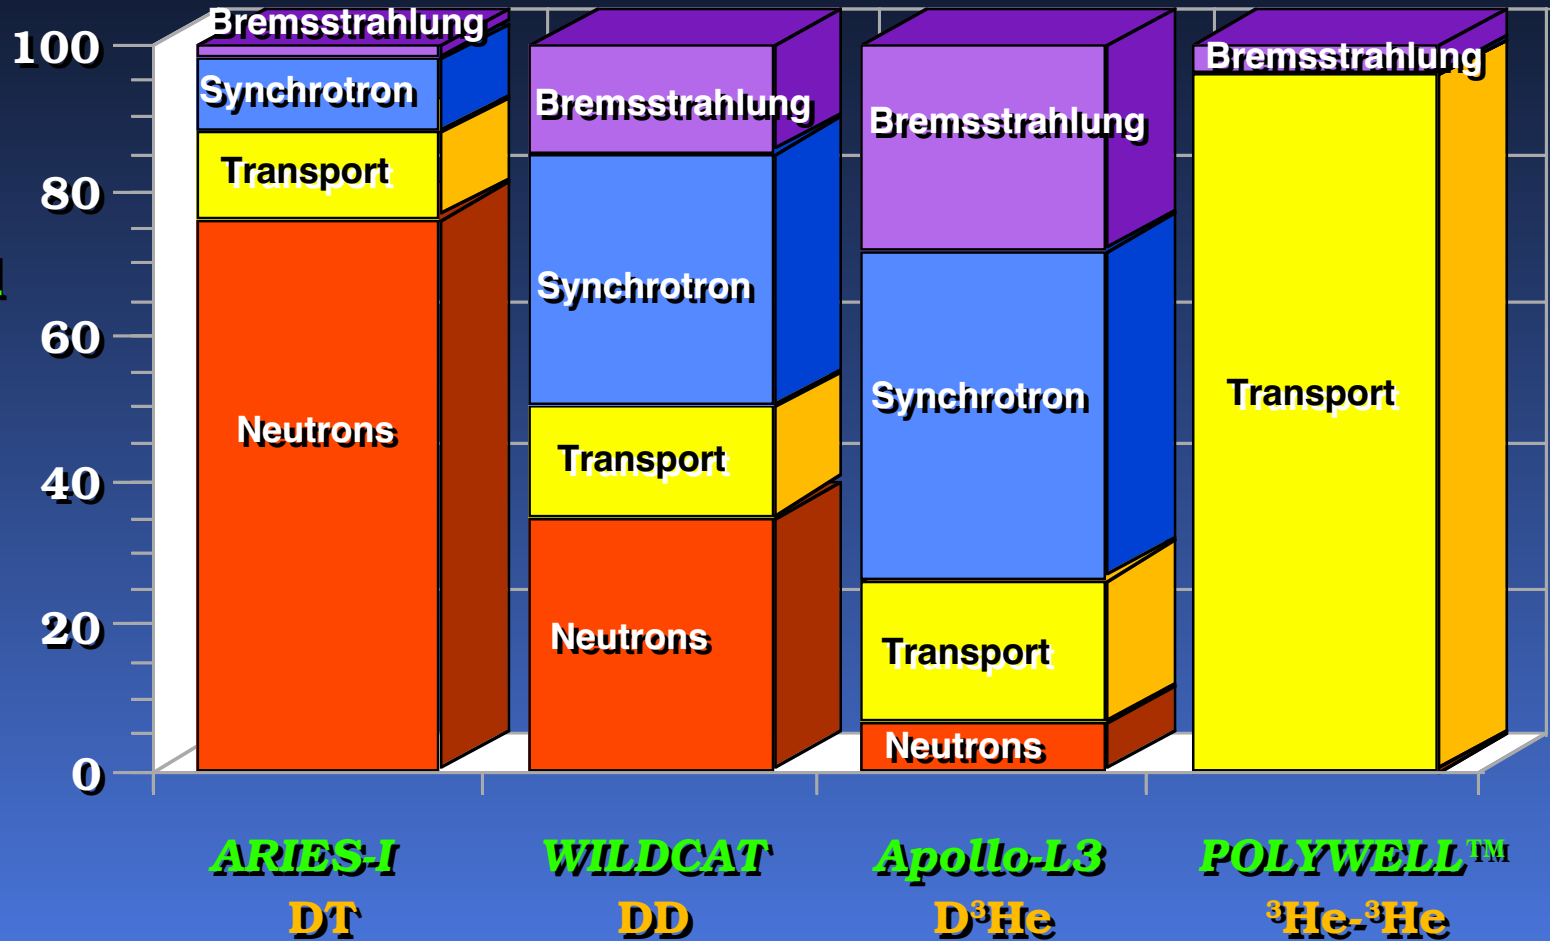 100
80
60
40
20
0
Bremsstrahlung
Synchrotron
Transport
Neutrons
Bremsstrahlung
Synchrotron
Transport
Neutrons
Bremsstrahlung
Synchrotron
Transport
Neutrons
Bremsstrahlung
Transport
ARIES-I WILDCAT Apollo-L3 POLYWELL™
DT DD D³He ³He-³He